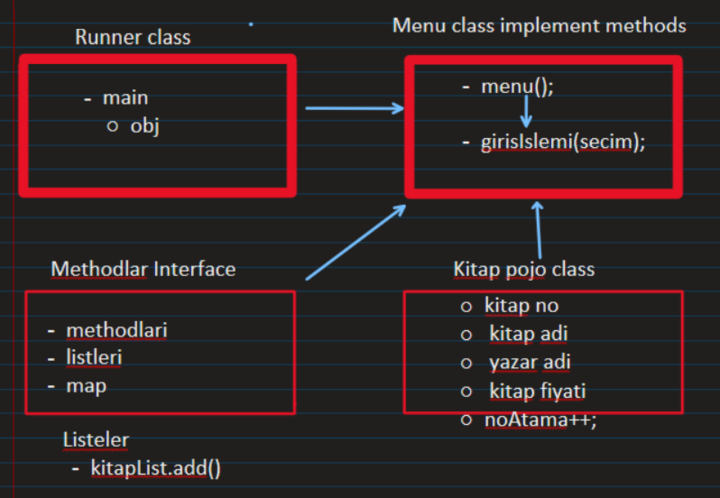 Runner class
- main
○ obj
Menu class implement methods
- menu();
- girisIslemi(secim);
Methodlar Interface
- methodlari
- listleri
- map
Listeler
- kitapList.add()
Kitap pojo class
○ kitap no
○ kitap adi
○ yazar adi
○ kitap fiyati
○ noAtama++;